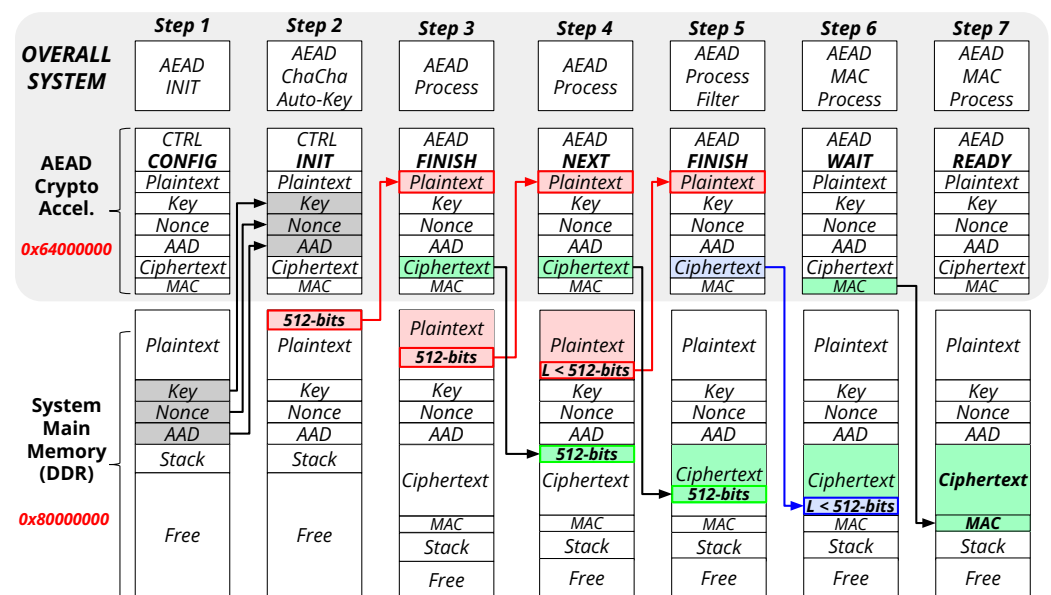 Step 1
Step 2
Step 3
Step 4
Step 5
Step 6
Step 7
OVERALL
SYSTEM
AEAD
INIT
AEAD
ChaCha
Auto-Key
AEAD
Process
AEAD
Process
AEAD
Process
Filter
AEAD
MAC
Process
AEAD
MAC
Process
AEAD
Crypto
Accel.
0x64000000
CTRL
CONFIG
Plaintext
Key
Nonce
AAD
Ciphertext
MAC
CTRL
INIT
Plaintext
Key
Nonce
AAD
Ciphertext
MAC
AEAD
FINISH
Plaintext
Key
Nonce
AAD
Ciphertext
MAC
AEAD
NEXT
Plaintext
Key
Nonce
AAD
Ciphertext
MAC
AEAD
FINISH
Plaintext
Key
Nonce
AAD
Ciphertext
MAC
AEAD
WAIT
Plaintext
Key
Nonce
AAD
Ciphertext
MAC
AEAD
READY
Plaintext
Key
Nonce
AAD
Ciphertext
MAC
System
Main
Memory
(DDR)
0x80000000
Plaintext
Key
Nonce
AAD
Stack
Free
512-bits
Plaintext
Key
Nonce
AAD
Stack
Free
Plaintext
512-bits
Key
Nonce
AAD
Ciphertext
MAC
Stack
Free
Plaintext
L < 512-bits
Key
Nonce
AAD
512-bits
Ciphertext
MAC
Stack
Free
Plaintext
Key
Nonce
AAD
Ciphertext
512-bits
MAC
Stack
Free
Plaintext
Key
Nonce
AAD
Ciphertext
L < 512-bits
MAC
Stack
Free
Plaintext
Key
Nonce
AAD
Ciphertext
MAC
Stack
Free